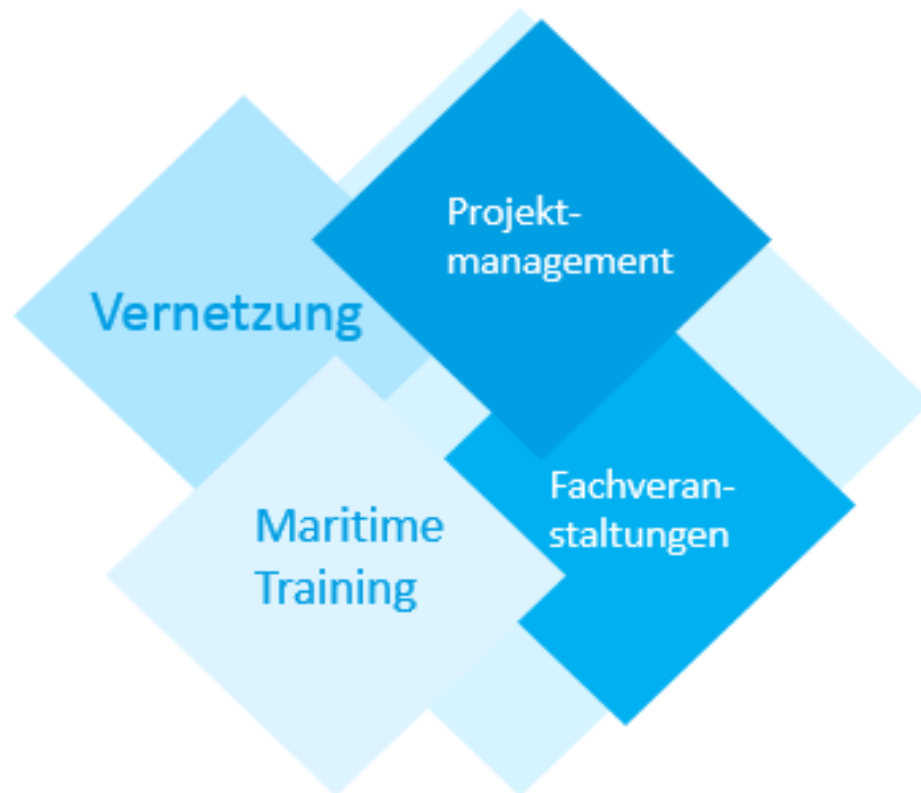 Projekt-
management
Vernetzung
Fachveran-
staltungen
Maritime
Training